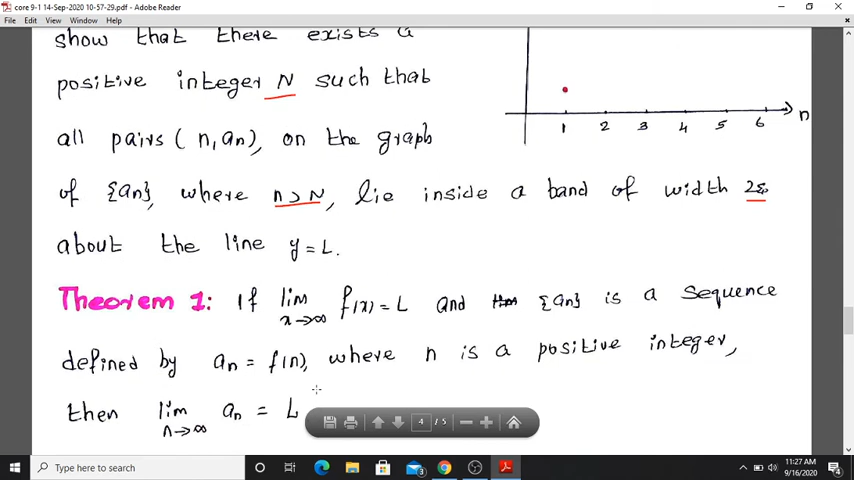 core 9-1 14-Sep-2020 10-57-29.pdf - Adobe Reader
File Edit View Window Help
show that there exists a
positive integer N such that
all pairs (n, an), on the graph
of {an}, where n > N, lie inside a band of width 2ε
about the line y = L.
1 2 3 4 5 6 n
Theorem 1: If lim x→∞ f(x) = L and {an} is a sequence
defined by an = f(n), where n is a positive integer,
then lim n→∞ an = L
4 / 5
Type here to search
3
11:27 AM
9/16/2020
4